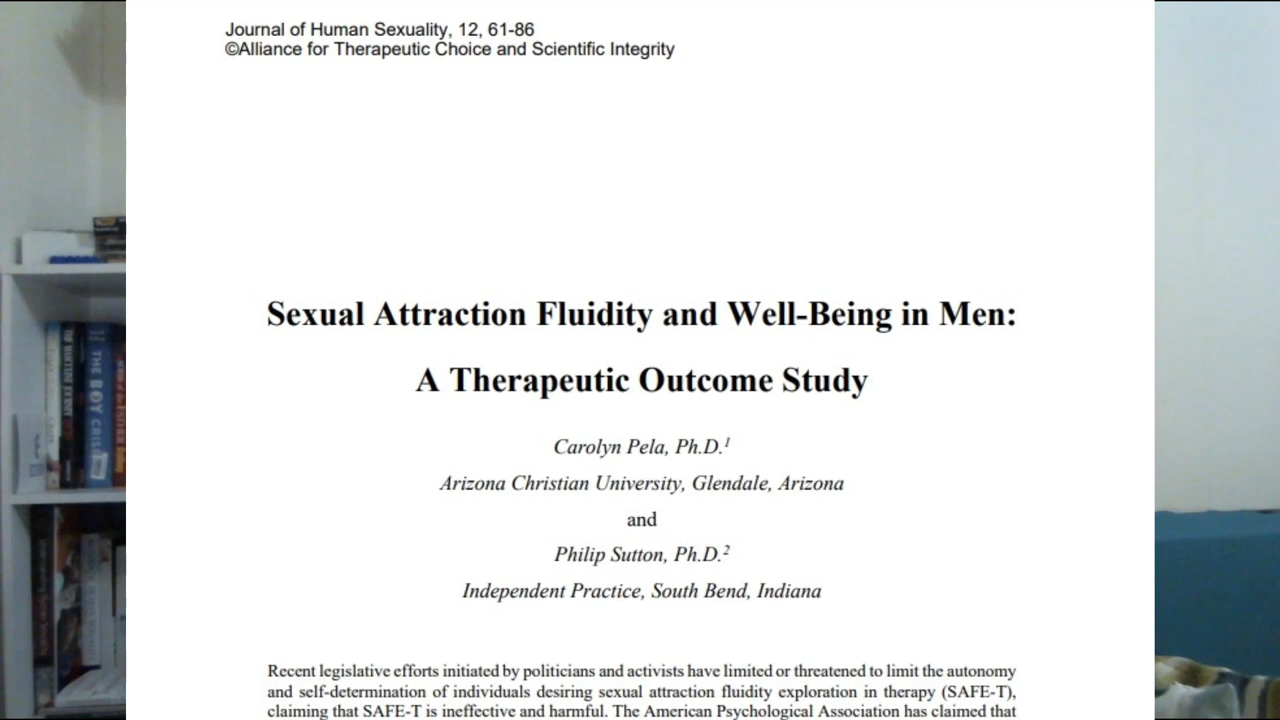 Journal of Human Sexuality, 12, 61-86
©Alliance for Therapeutic Choice and Scientific Integrity
Sexual Attraction Fluidity and Well-Being in Men:
A Therapeutic Outcome Study
Carolyn Pela, Ph.D.1
Arizona Christian University, Glendale, Arizona
and
Philip Sutton, Ph.D.2
Independent Practice, South Bend, Indiana
Recent legislative efforts initiated by politicians and activists have limited or threatened to limit the autonomy
and self-determination of individuals desiring sexual attraction fluidity exploration in therapy (SAFE-T),
claiming that SAFE-T is ineffective and harmful. The American Psychological Association has claimed that
THE BOY CRISIS